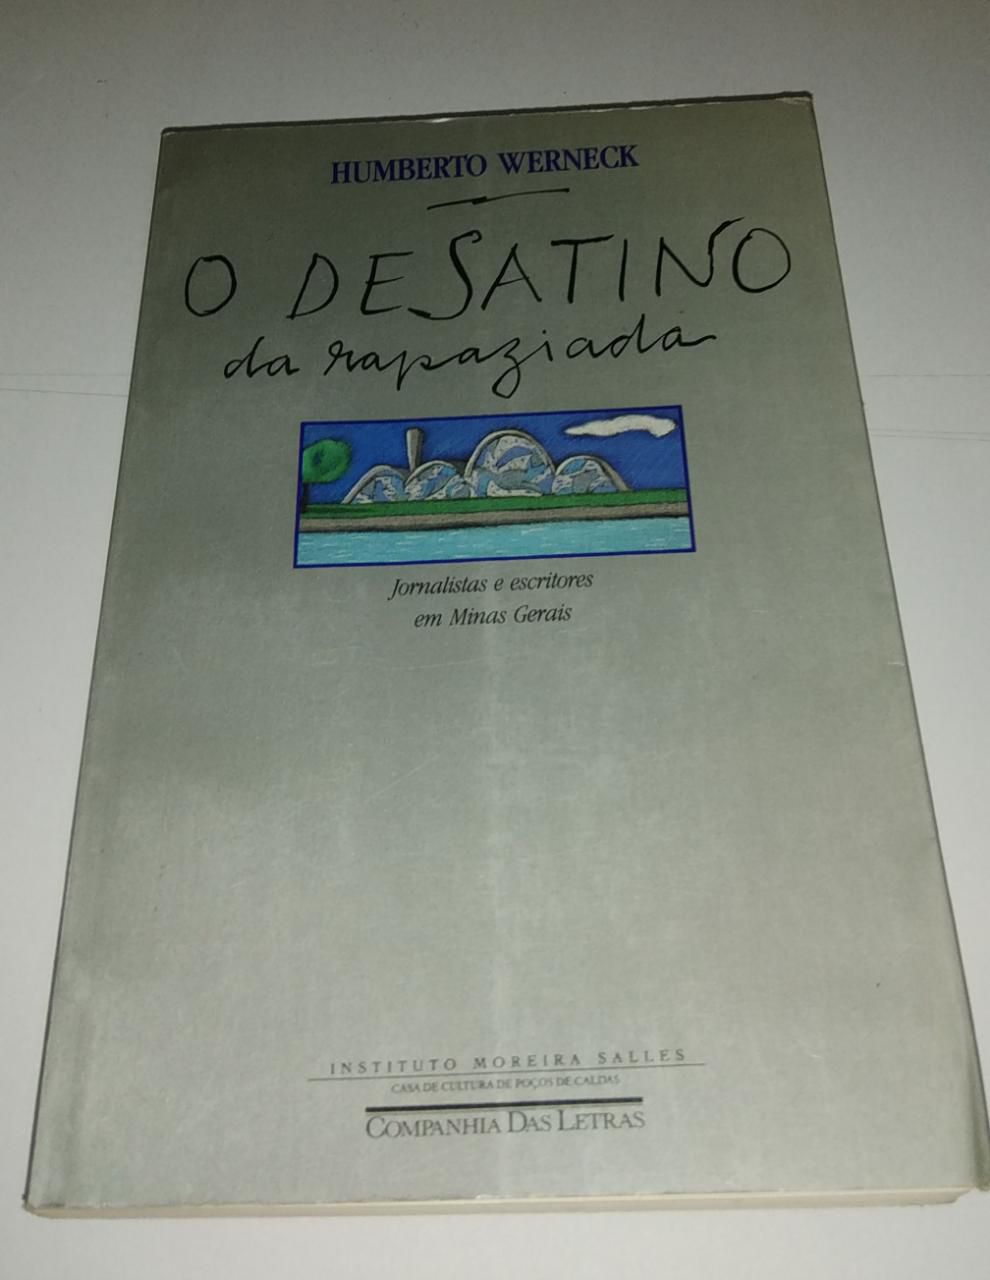 HUMBERTO WERNECK
O DESATINO
da rapaziada
Jornalistas e escritores
em Minas Gerais
INSTITUTO MOREIRA SALLES
CASA DE CULTURA DE POÇOS DE CALDAS
COMPANHIA DAS LETRAS